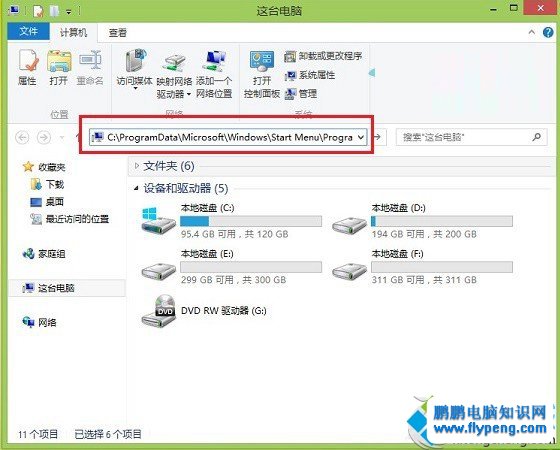 这台电脑
文件 计算机 查看
属性 打开 重命名 访问媒体 映射网络驱动器 添加一个网络位置 打开控制面板 卸载或更改程序
系统属性
管理
位置 网络 系统
C:\ProgramData\Microsoft\Windows\Start Menu\Progra
搜索"这台电脑"
收藏夹
下载
桌面
最近访问的位置
家庭组
这台电脑
网络
文件夹 (6)
设备和驱动器 (5)
本地磁盘 (C:)
95.4 GB 可用，共 120 GB
本地磁盘 (D:)
194 GB 可用，共 200 GB
本地磁盘 (E:)
299 GB 可用，共 300 GB
本地磁盘 (F:)
311 GB 可用，共 311 GB
DVD RW 驱动器 (G:)
DVD
11 个项目 已选择 6 个项目
鹏鹏电脑知识网
www.flypeng.com